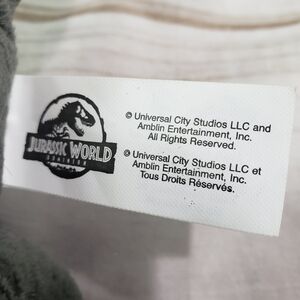 JURASSIC WORLD
DOMINION
© Universal City Studios LLC and
Amblin Entertainment, Inc.
All Rights Reserved.
© Universal City Studios LLC et
Amblin Entertainment, Inc.
Tous Droits Réservés.